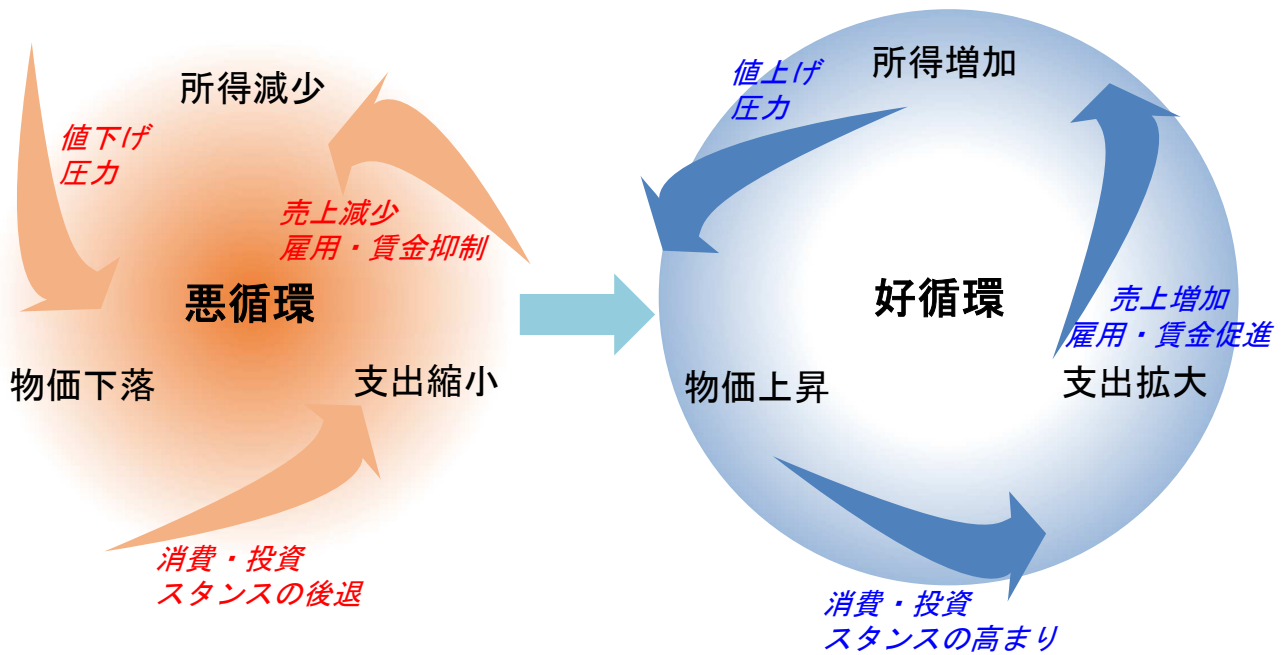 所得減少
値下げ
圧力
売上減少
雇用・賃金抑制
悪循環
物価下落
支出縮小
消費・投資
スタンスの後退
所得増加
値上げ
圧力
好循環
売上増加
雇用・賃金促進
物価上昇
支出拡大
消費・投資
スタンスの高まり